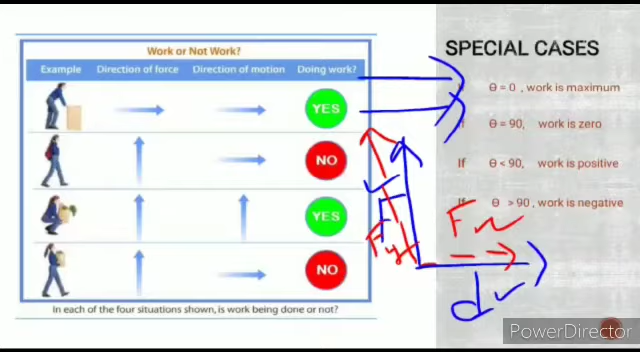 Work or Not Work?
Example Direction of force Direction of motion Doing work?
YES
NO
YES
NO
In each of the four situations shown, is work being done or not?
SPECIAL CASES
θ = 0 , work is maximum
If θ = 90, work is zero
If θ < 90, work is positive
If θ > 90 , work is negative
F
d
PowerDirector